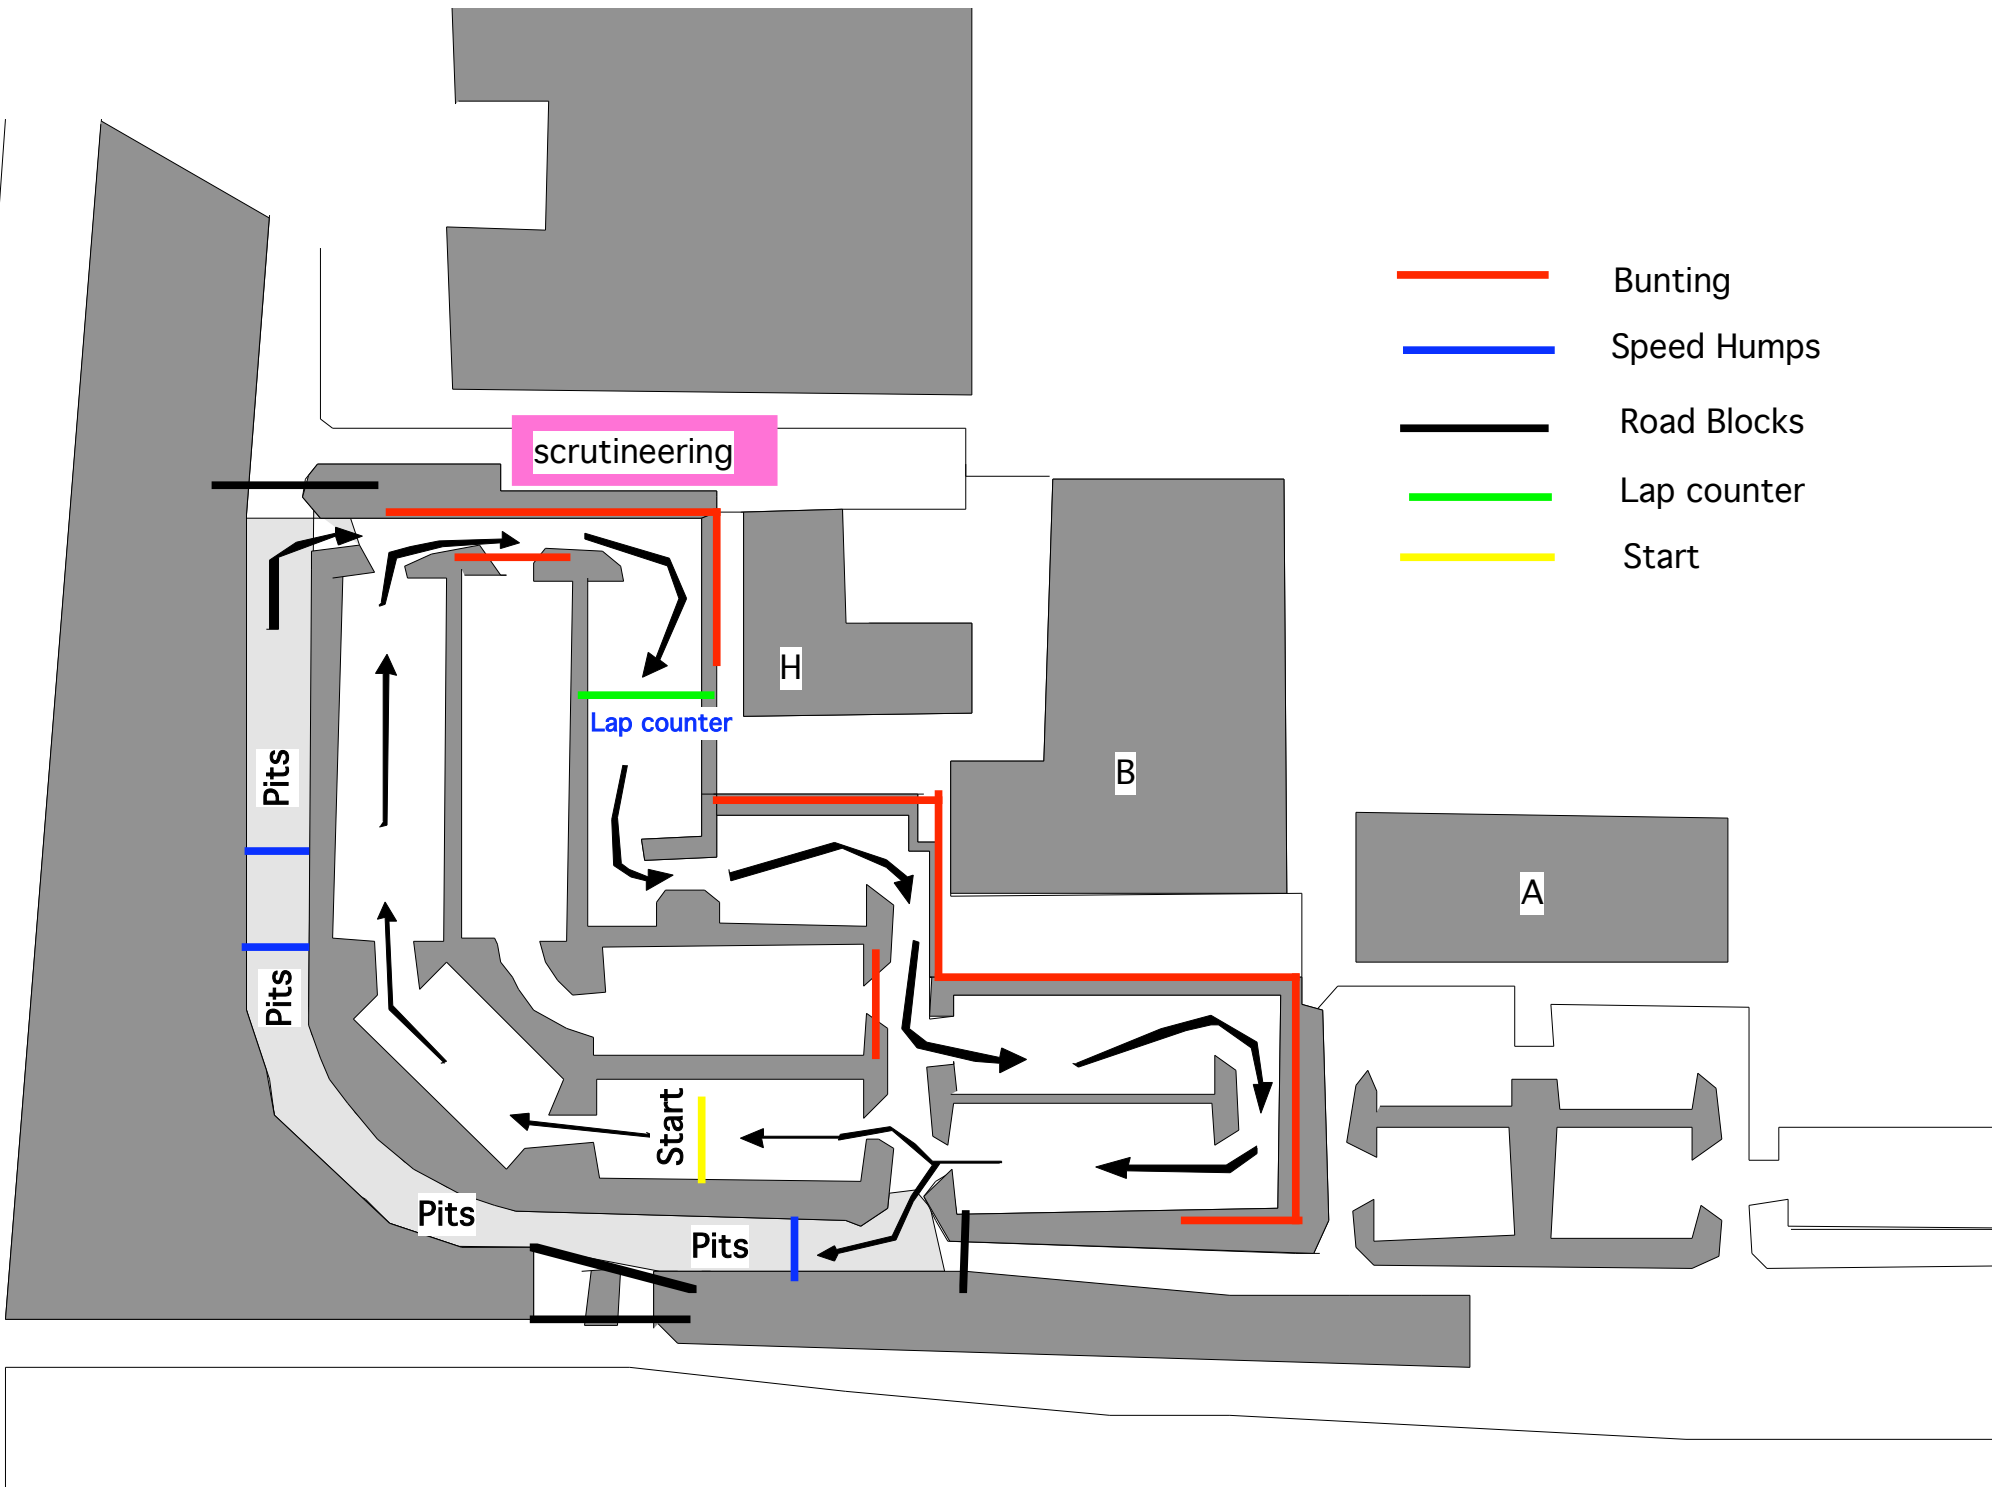 Bunting
Speed Humps
Road Blocks
scrutineering
Lap counter
Start
H
Lap counter
Pits
B
A
Pits
Start
Pits
Pits